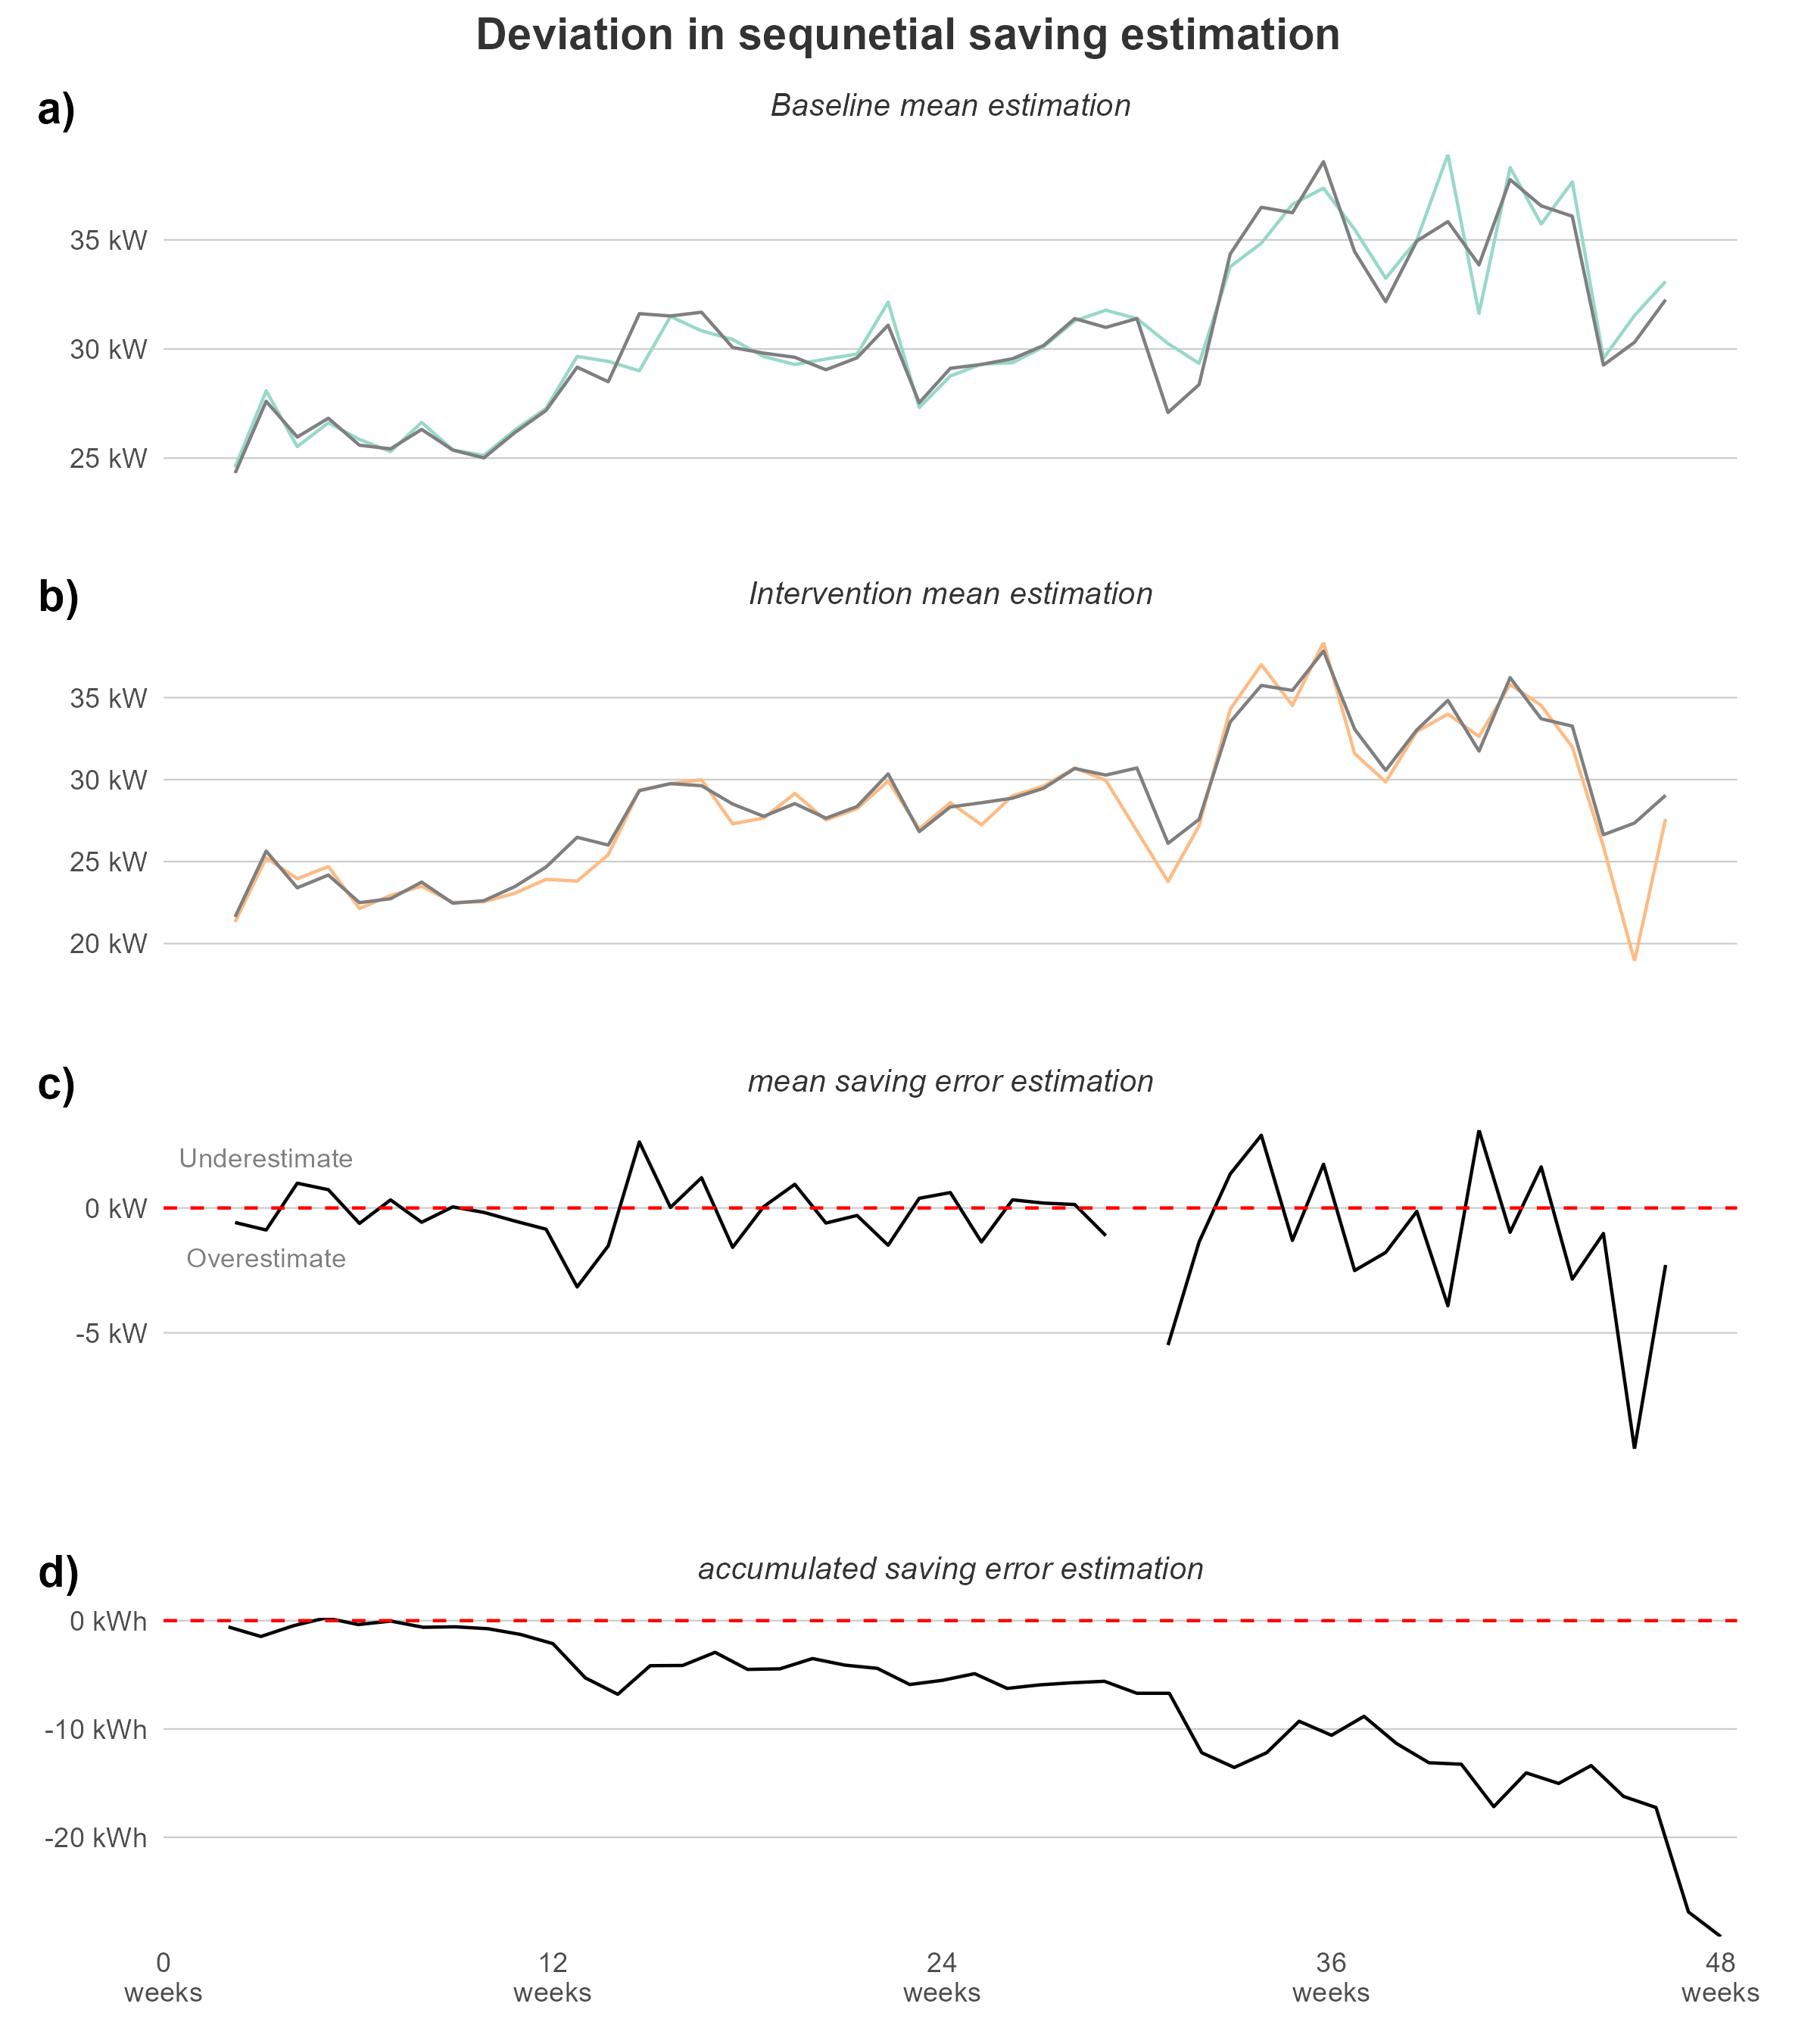 Deviation in sequnetial saving estimation
a)
Baseline mean estimation
35 kW
30 kW
25 kW
b)
Intervention mean estimation
35 kW
30 kW
25 kW
20 kW
c)
mean saving error estimation
Underestimate
0 kW
Overestimate
-5 kW
d)
accumulated saving error estimation
0 kWh
-10 kWh
-20 kWh
0 12 24 36 48
weeks weeks weeks weeks weeks